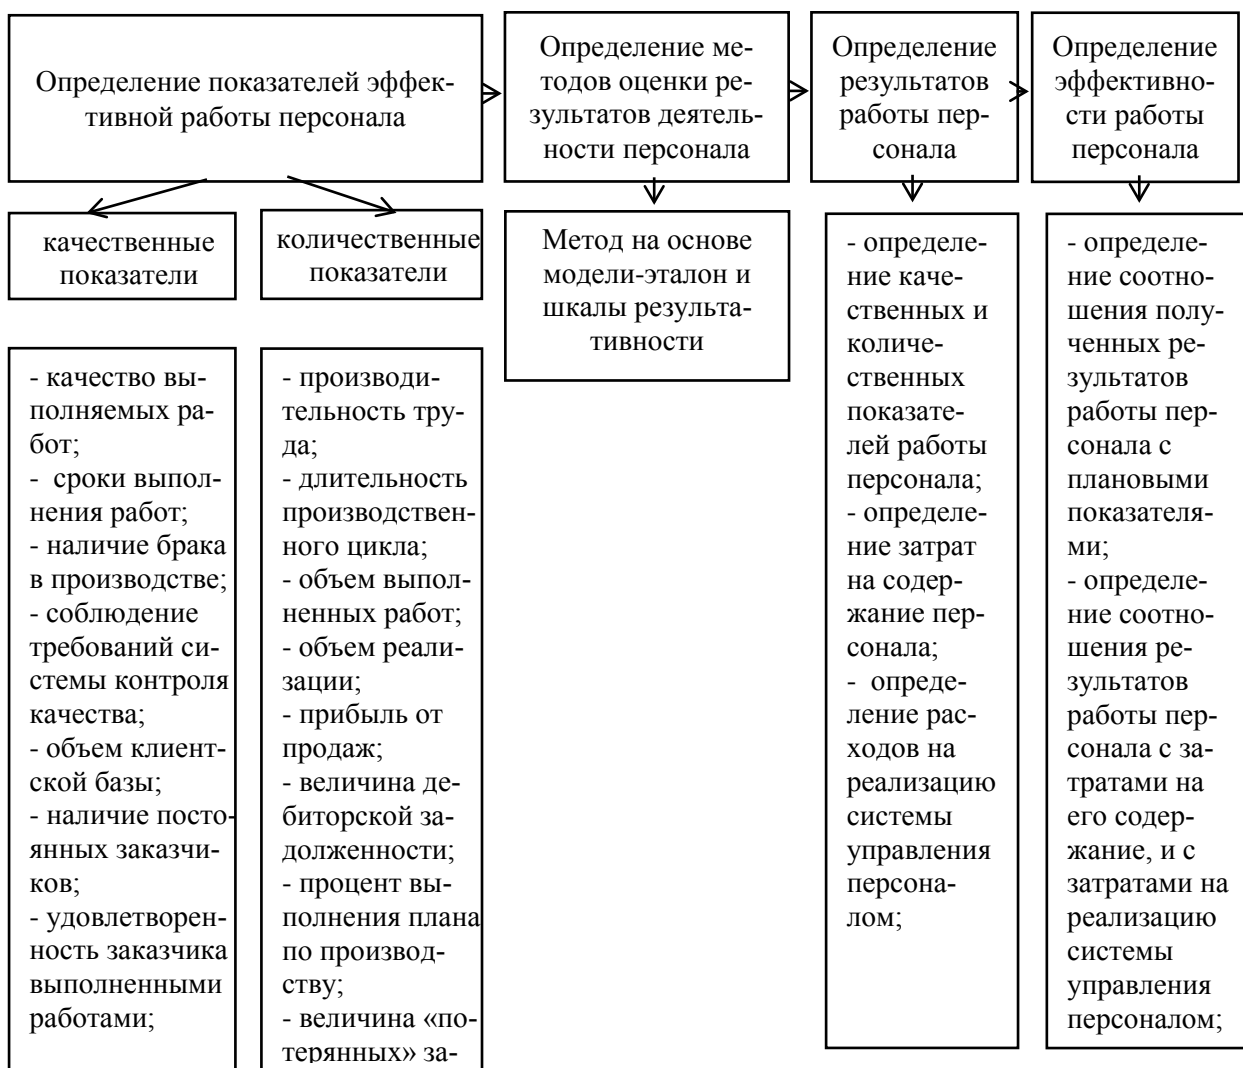 Определение показателей эффек-
тивной работы персонала
Определение ме-
тодов оценки ре-
зультатов деятель-
ности персонала
Определение
результатов
работы пер-
сонала
Определение
эффективно-
сти работы
персонала
качественные
показатели
количественные
показатели
Метод на основе
модели-эталон и
шкалы результа-
тивности
- качество вы-
полняемых ра-
бот;
- сроки выпол-
нения работ;
- наличие брака
в производстве;
- соблюдение
требований си-
стемы контроля
качества;
- объем клиент-
ской базы;
- наличие посто-
янных заказчи-
ков;
- удовлетворен-
ность заказчика
выполненными
работами;
- производи-
тельность тру-
да;
- длительность
производствен-
ного цикла;
- объем выпол-
ненных работ;
- объем реали-
зации;
- прибыль от
продаж;
- величина де-
биторской за-
долженности;
- процент вы-
полнения плана
по производ-
ству;
- величина «по-
терянных» за-
- определе-
ние каче-
ственных и
количе-
ственных
показате-
лей работы
персонала;
- определе-
ние затрат
на содер-
жание пер-
сонала;
- опреде-
ление рас-
ходов на
реализацию
системы
управления
персона-
лом;
- определе-
ние соотно-
шения полу-
ченных ре-
зультатов
работы пер-
сонала с
плановыми
показателя-
ми;
- определе-
ние соотно-
шения ре-
зультатов
работы пер-
сонала с за-
тратами на
его содер-
жание, и с
затратами на
реализацию
системы
управления
персоналом;